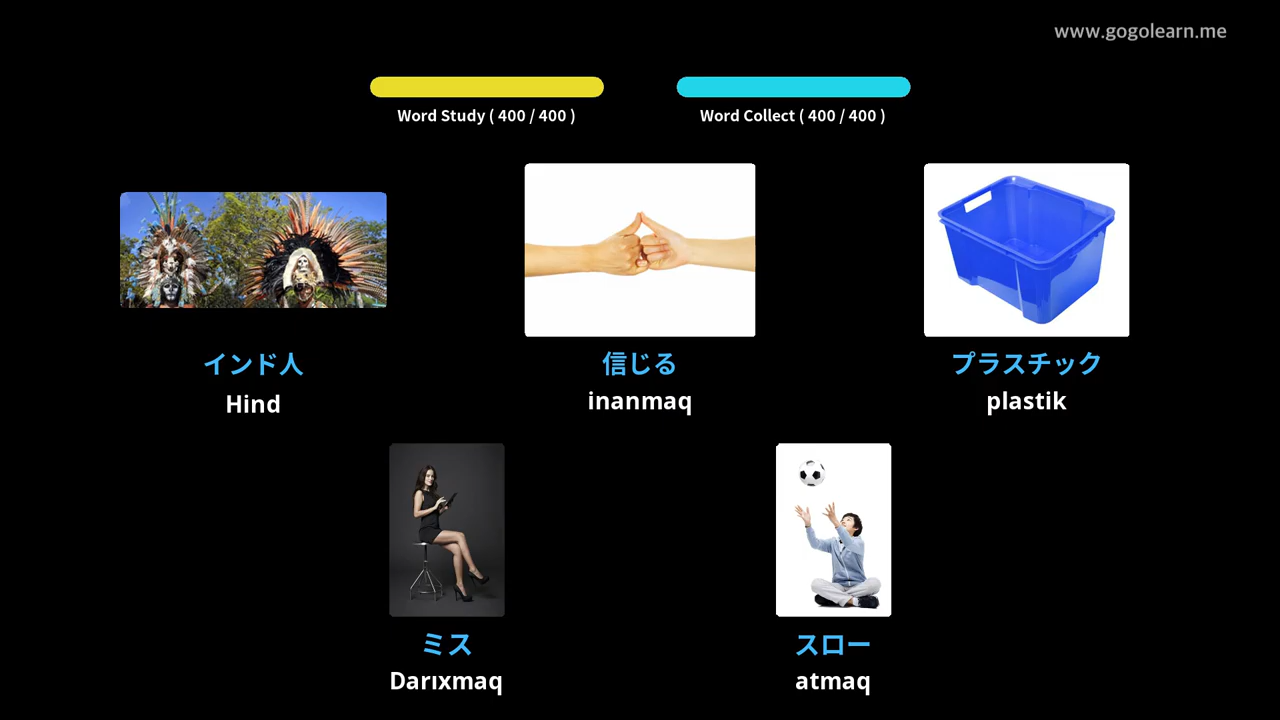 www.gogolearn.me
Word Study ( 400 / 400 )
Word Collect ( 400 / 400 )
インド人
Hind
信じる
inanmaq
プラスチック
plastik
ミス
Darıxmaq
スロー
atmaq